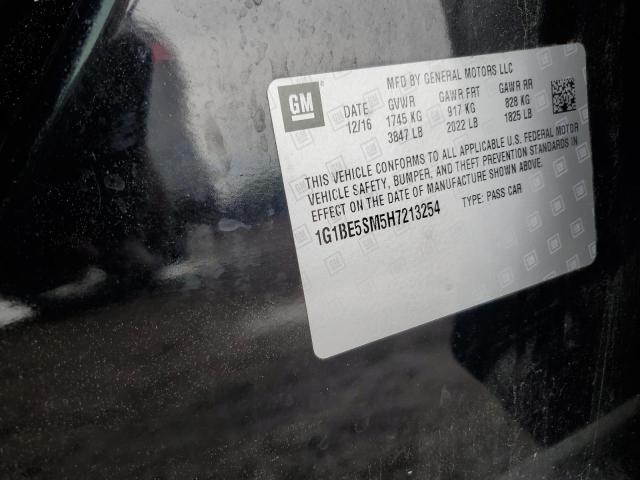 GM
MFD BY GENERAL MOTORS LLC
DATE GVWR GAWR FRT GAWR RR
12/16 1745 KG 917 KG 828 KG
3847 LB 2022 LB 1825 LB
THIS VEHICLE CONFORMS TO ALL APPLICABLE U.S. FEDERAL MOTOR
VEHICLE SAFETY, BUMPER, AND THEFT PREVENTION STANDARDS IN
EFFECT ON THE DATE OF MANUFACTURE SHOWN ABOVE.
1G1BE5SM5H7213254 TYPE: PASS CAR